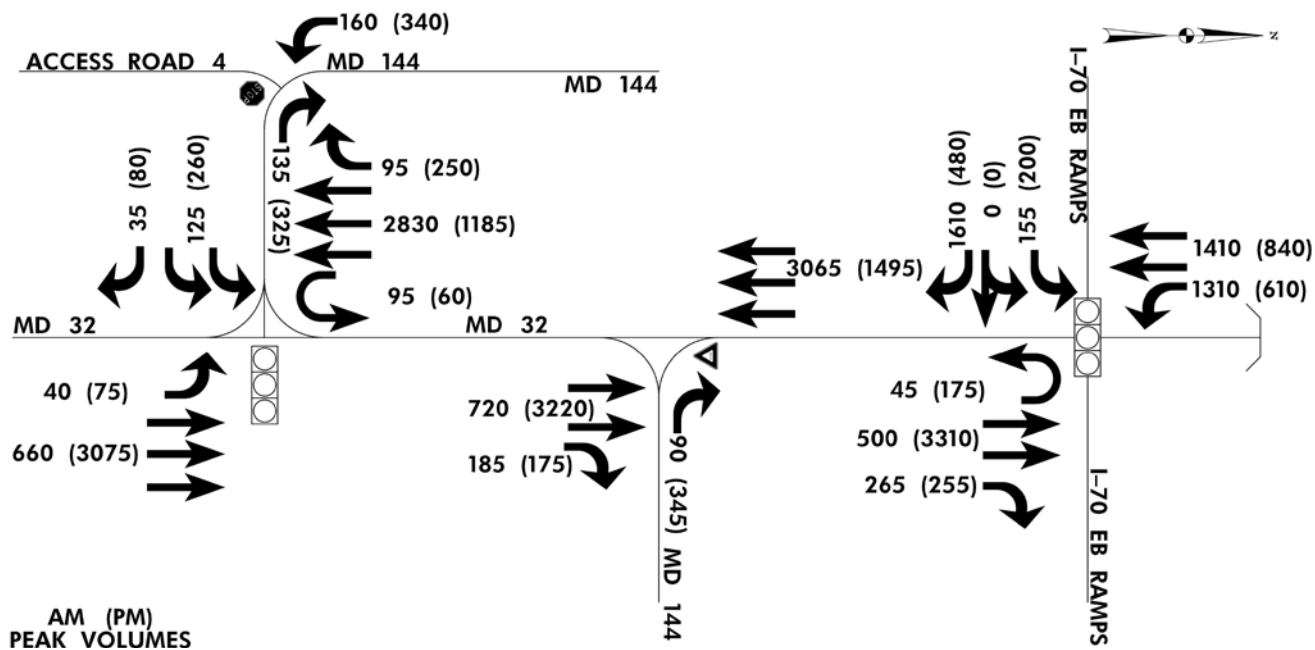 160 (340)
ACCESS ROAD 4
MD 144
MD 144
STOP
N
I-70 EB RAMPS
35 (80)
125 (260)
135 (325)
95 (250)
2830 (1185)
95 (60)
3065 (1495)
1610 (480)
0 (0)
155 (200)
1410 (840)
1310 (610)
MD 32
MD 32
40 (75)
660 (3075)
720 (3220)
185 (175)
90 (345)
MD 144
45 (175)
500 (3310)
265 (255)
I-70 EB RAMPS
AM (PM)
PEAK VOLUMES